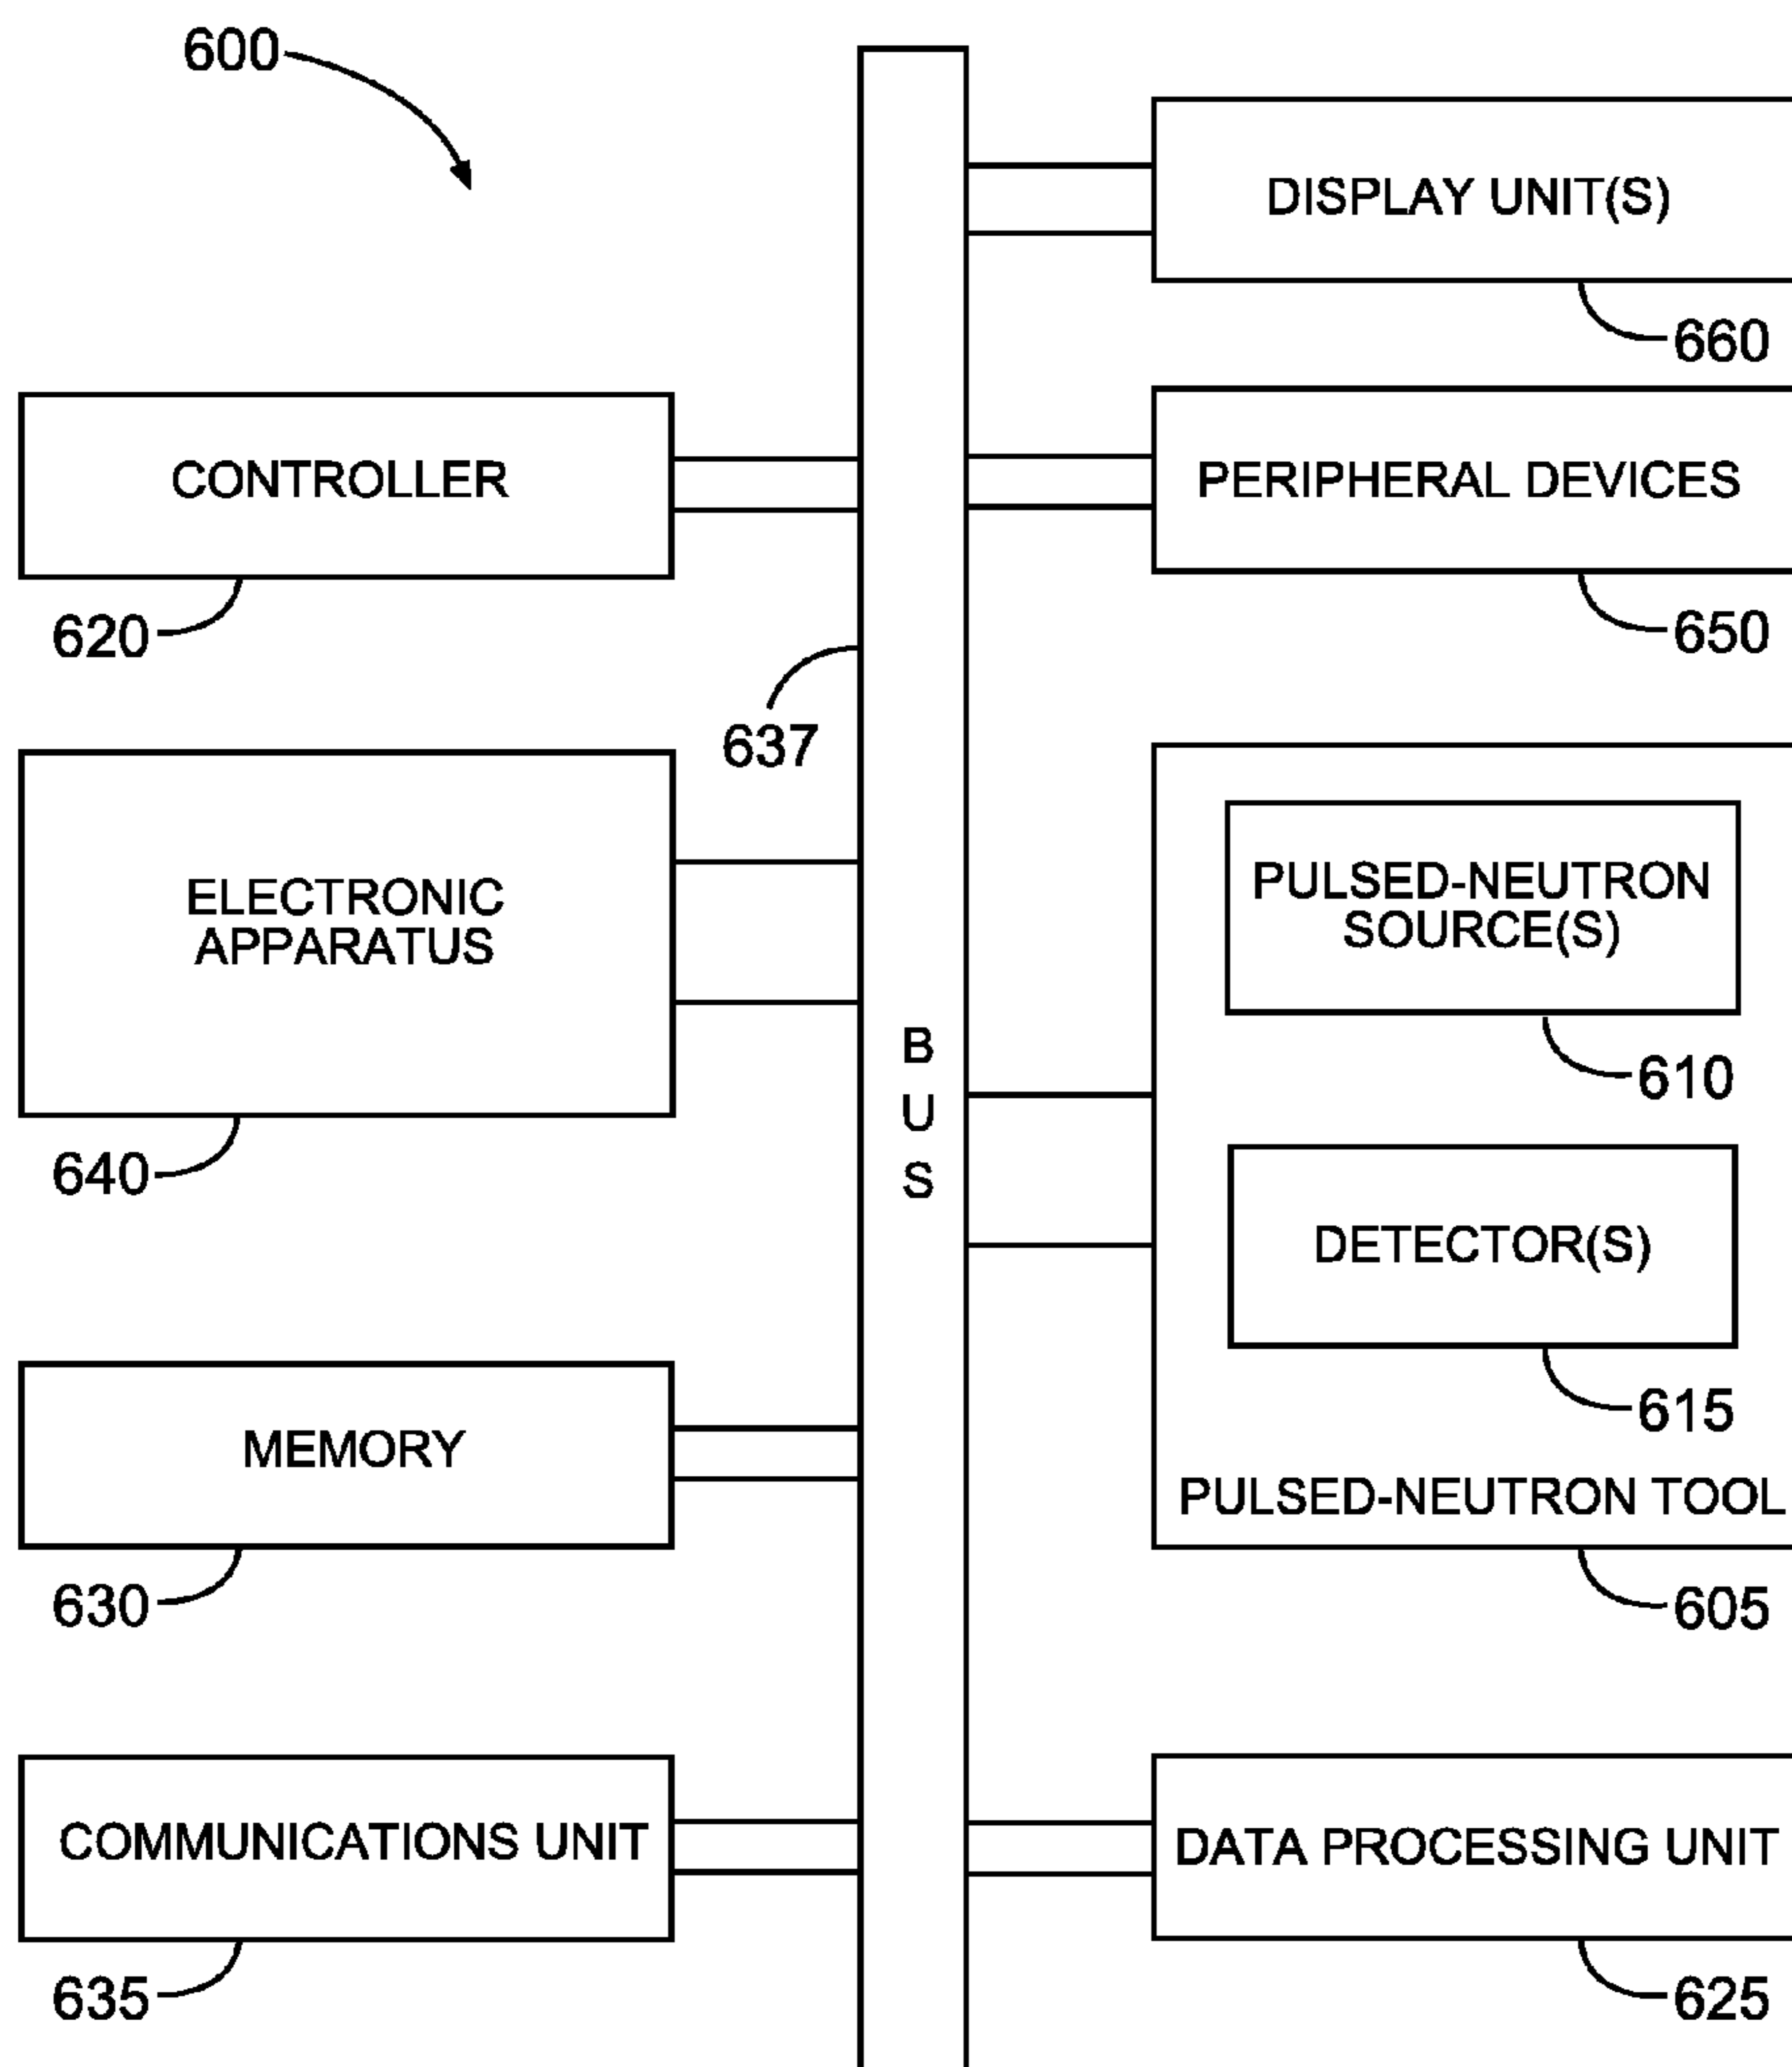 600
DISPLAY UNIT(S)
660
CONTROLLER
620
PERIPHERAL DEVICES
650
637
ELECTRONIC
APPARATUS
640
BUS
PULSED-NEUTRON
SOURCE(S)
610
DETECTOR(S)
615
PULSED-NEUTRON TOOL
605
MEMORY
630
COMMUNICATIONS UNIT
635
DATA PROCESSING UNIT
625